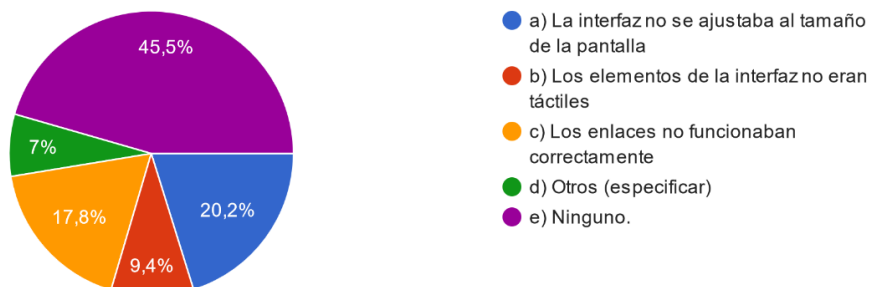 45,5%
7%
17,8%
9,4%
20,2%
a) La interfaz no se ajustaba al tamaño
de la pantalla
b) Los elementos de la interfaz no eran
táctiles
c) Los enlaces no funcionaban
correctamente
d) Otros (especificar)
e) Ninguno.